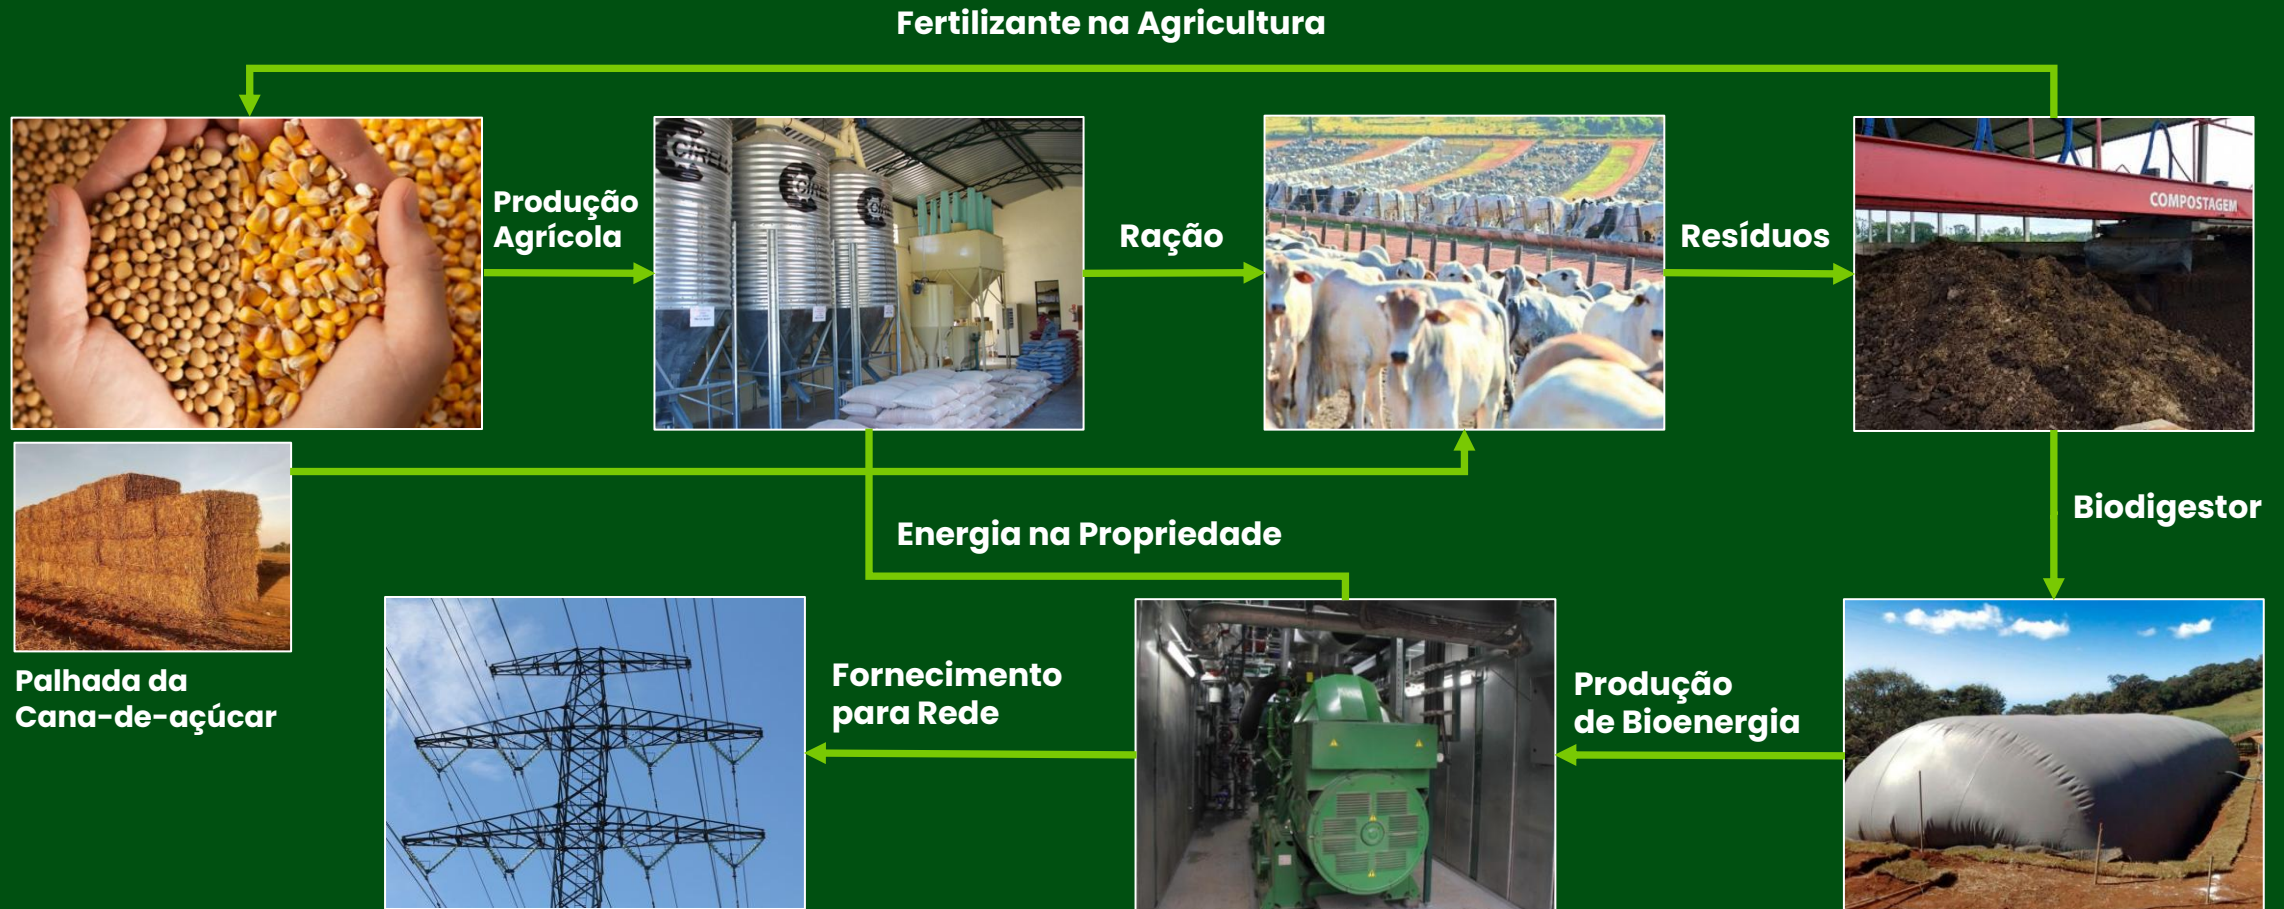 Fertilizante na Agricultura
Produção
Agrícola
Ração
Resíduos
COMPOSTAGEM
Biodigestor
Energia na Propriedade
Palhada da
Cana-de-açúcar
Fornecimento
para Rede
Produção
de Bioenergia